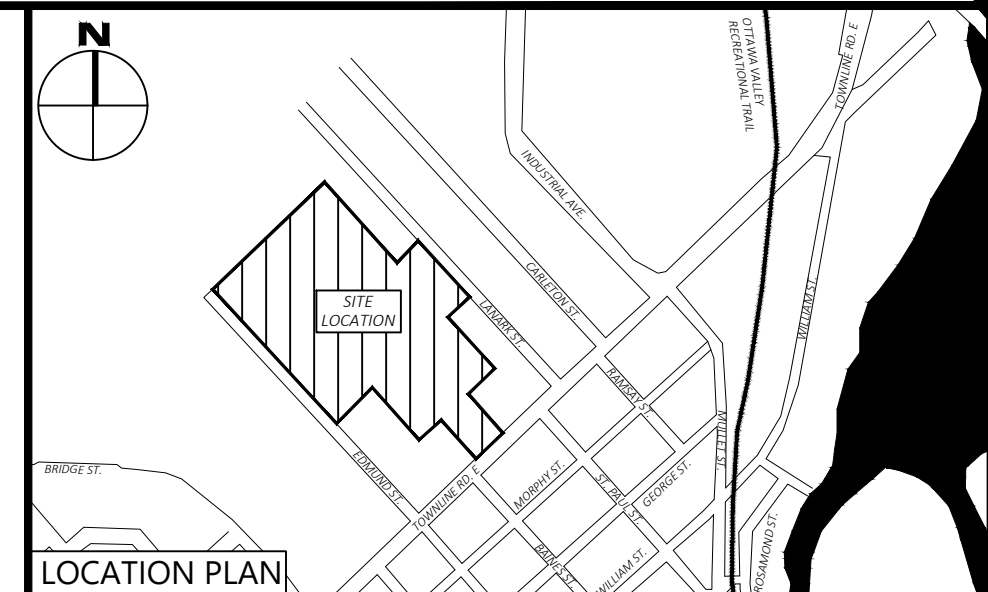 N
OTTAWA VALLEY
RECREATIONAL TRAIL
TOWNLINE RD. E
INDUSTRIAL AVE.
CARLETON ST.
SITE
LOCATION
LANARK ST.
WILLIAM ST.
RAMSAY ST.
MULLET ST.
BRIDGE ST.
EDMUND ST.
TOWNLINE RD. E
MORPHY ST.
ST. PAUL ST.
GEORGE ST.
BAINES ST.
WILLIAM ST.
ROSAMOND ST.
LOCATION PLAN